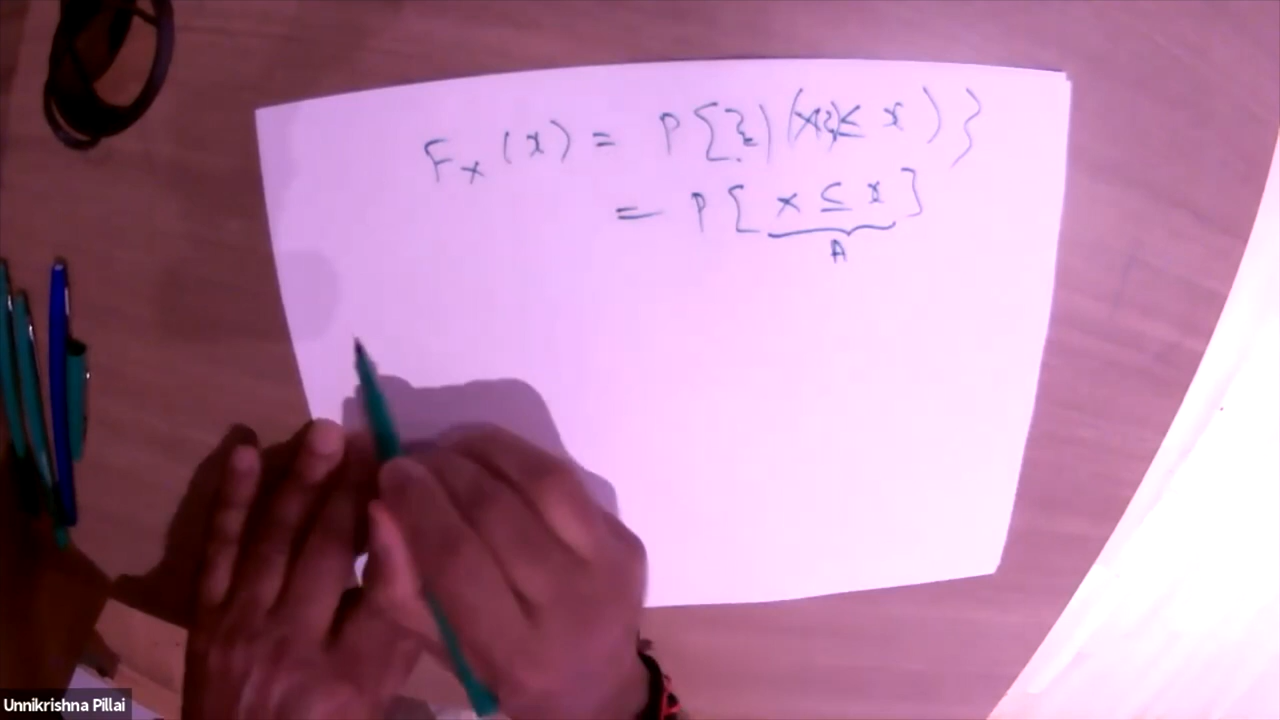 F_X (x) = P{ξ | (X(ξ) ≤ x)}
= P{X ≤ x}
A
Unnikrishna Pillai